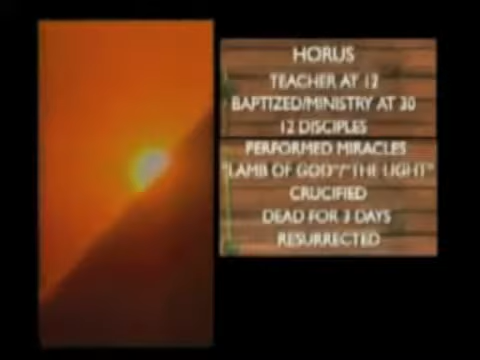 HORUS
TEACHER AT 12
BAPTIZED/MINISTRY AT 30
12 DISCIPLES
PERFORMED MIRACLES
"LAMB OF GOD"/"THE LIGHT"
CRUCIFIED
DEAD FOR 3 DAYS
RESURRECTED